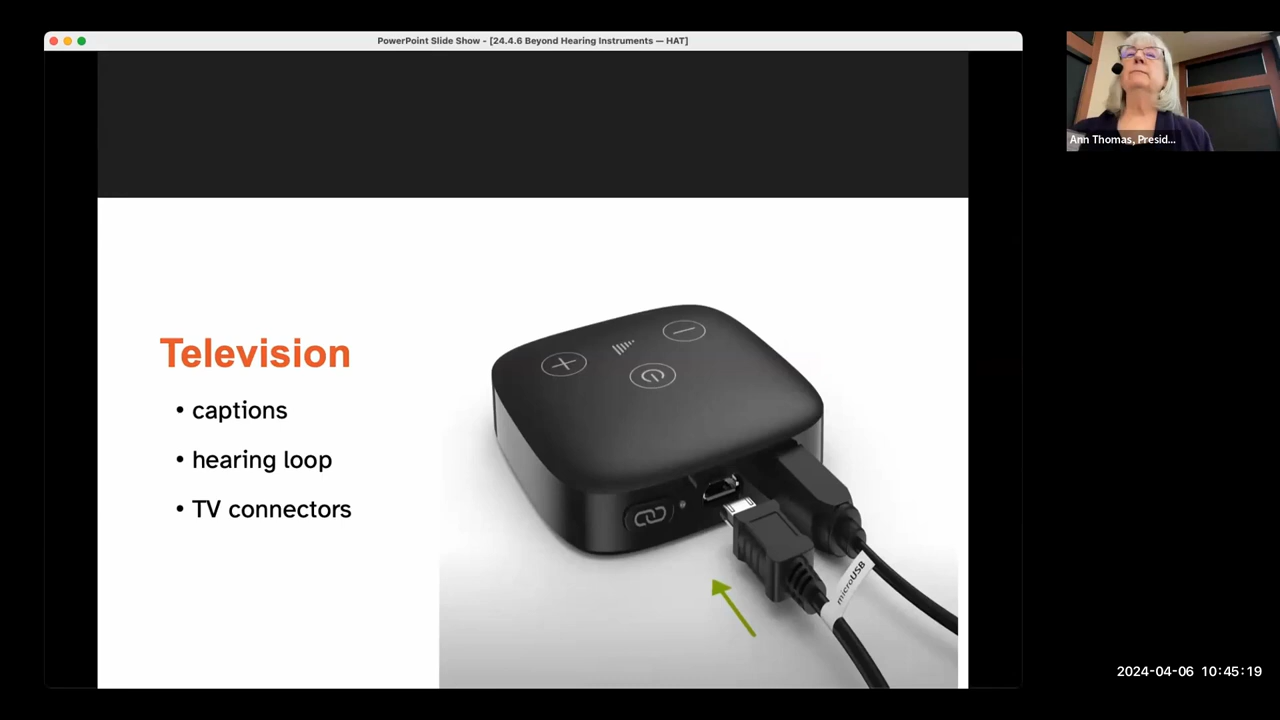 PowerPoint Slide Show - [24.4.6 Beyond Hearing Instruments — HAT]
Ann Thomas, Presid...
Television
• captions
• hearing loop
• TV connectors
microUSB
2024-04-06 10:45:19